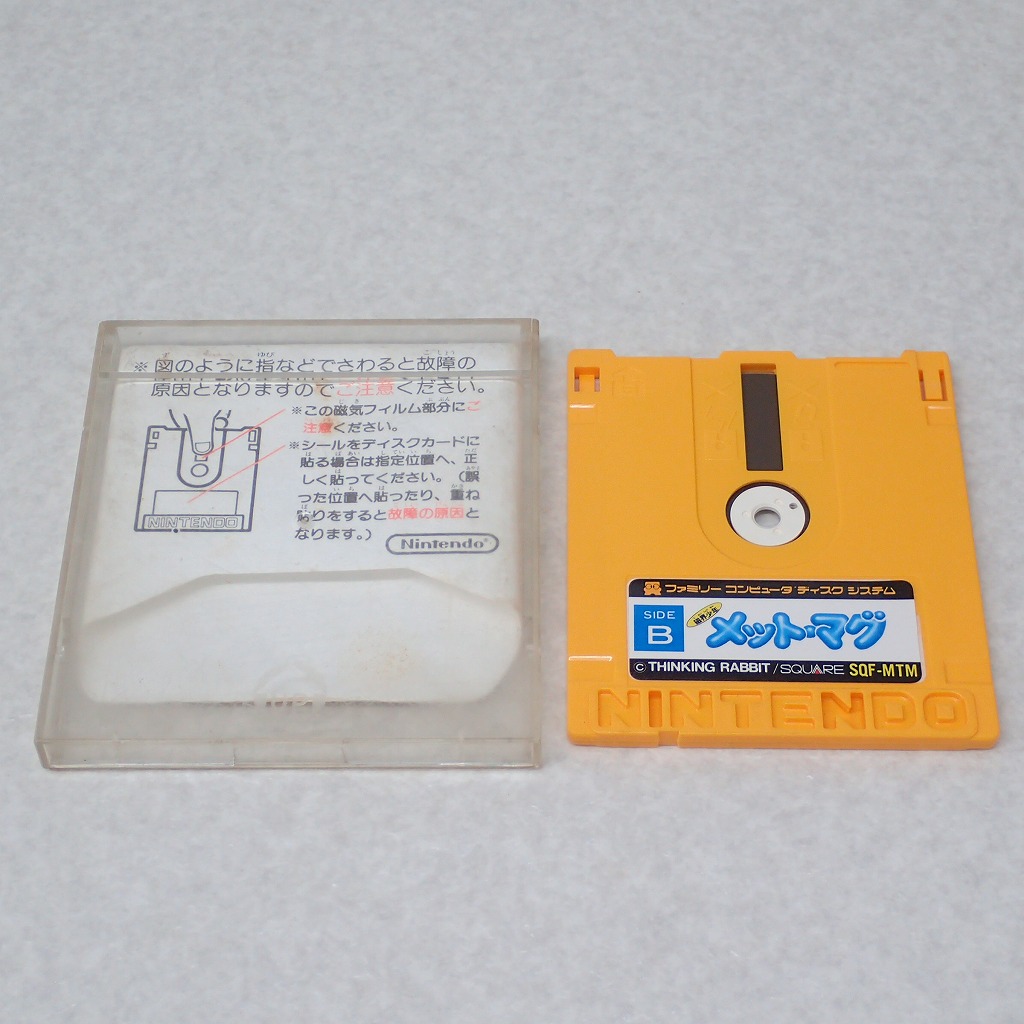 ※図のように指などでさわると故障の
原因となりますのでご注意ください。
※この磁気フィルム部分にご
注意ください。
※シールをディスクカードに
貼る場合は指定位置へ、正
しく貼ってください。(誤
った位置へ貼ったり、重ね
貼りをすると故障の原因と
なります。)
Nintendo®
NINTENDO
ファミリー コンピュータ ディスク システム
SIDE
B
磁界少年
メット・マグ
© THINKING RABBIT / SQUARE SQF-MTM
NINTENDO